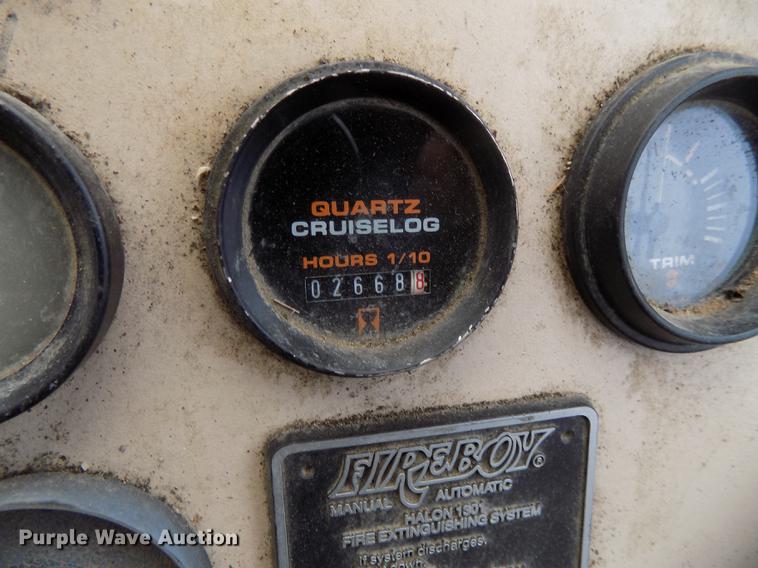 QUARTZ
CRUISELOG
HOURS 1/10
026688
TRIM
FIREBOY®
MANUAL AUTOMATIC
HALON 1301
FIRE EXTINGUISHING SYSTEM
If system discharges,
down
Purple Wave Auction